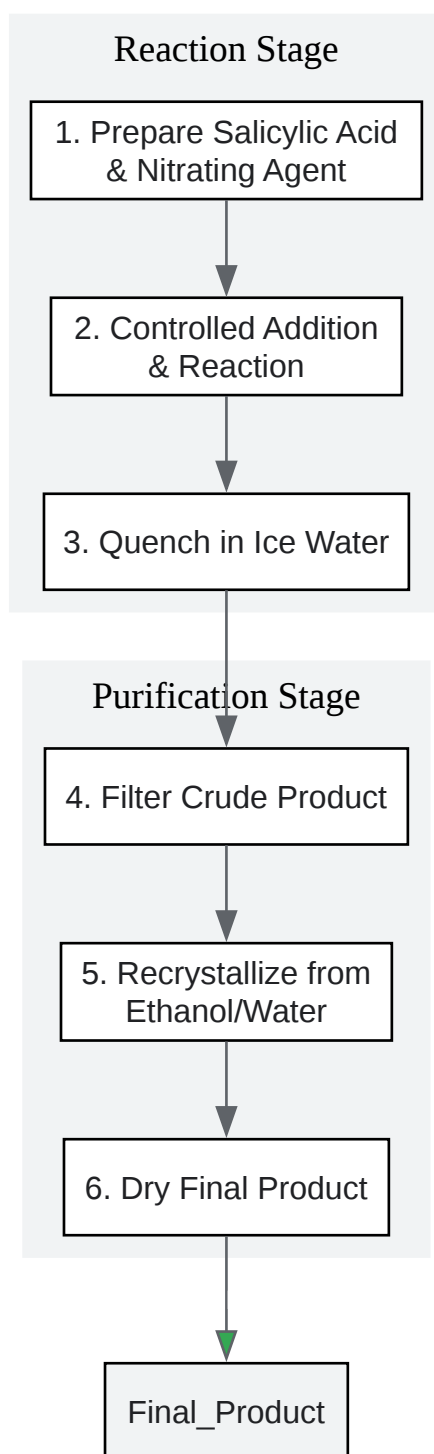 Reaction Stage
1. Prepare Salicylic Acid
& Nitrating Agent
2. Controlled Addition
& Reaction
3. Quench in Ice Water
Purification Stage
4. Filter Crude Product
5. Recrystallize from
Ethanol/Water
6. Dry Final Product
Final_Product